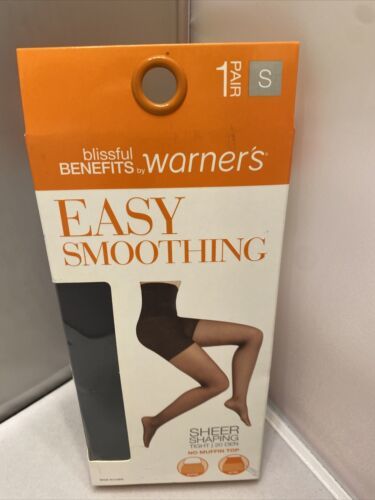 1 PAIR
S
blissful
BENEFITS by warner's
EASY
SMOOTHING
SHEER
SHAPING
TIGHT | 20 DEN
NO MUFFIN TOP